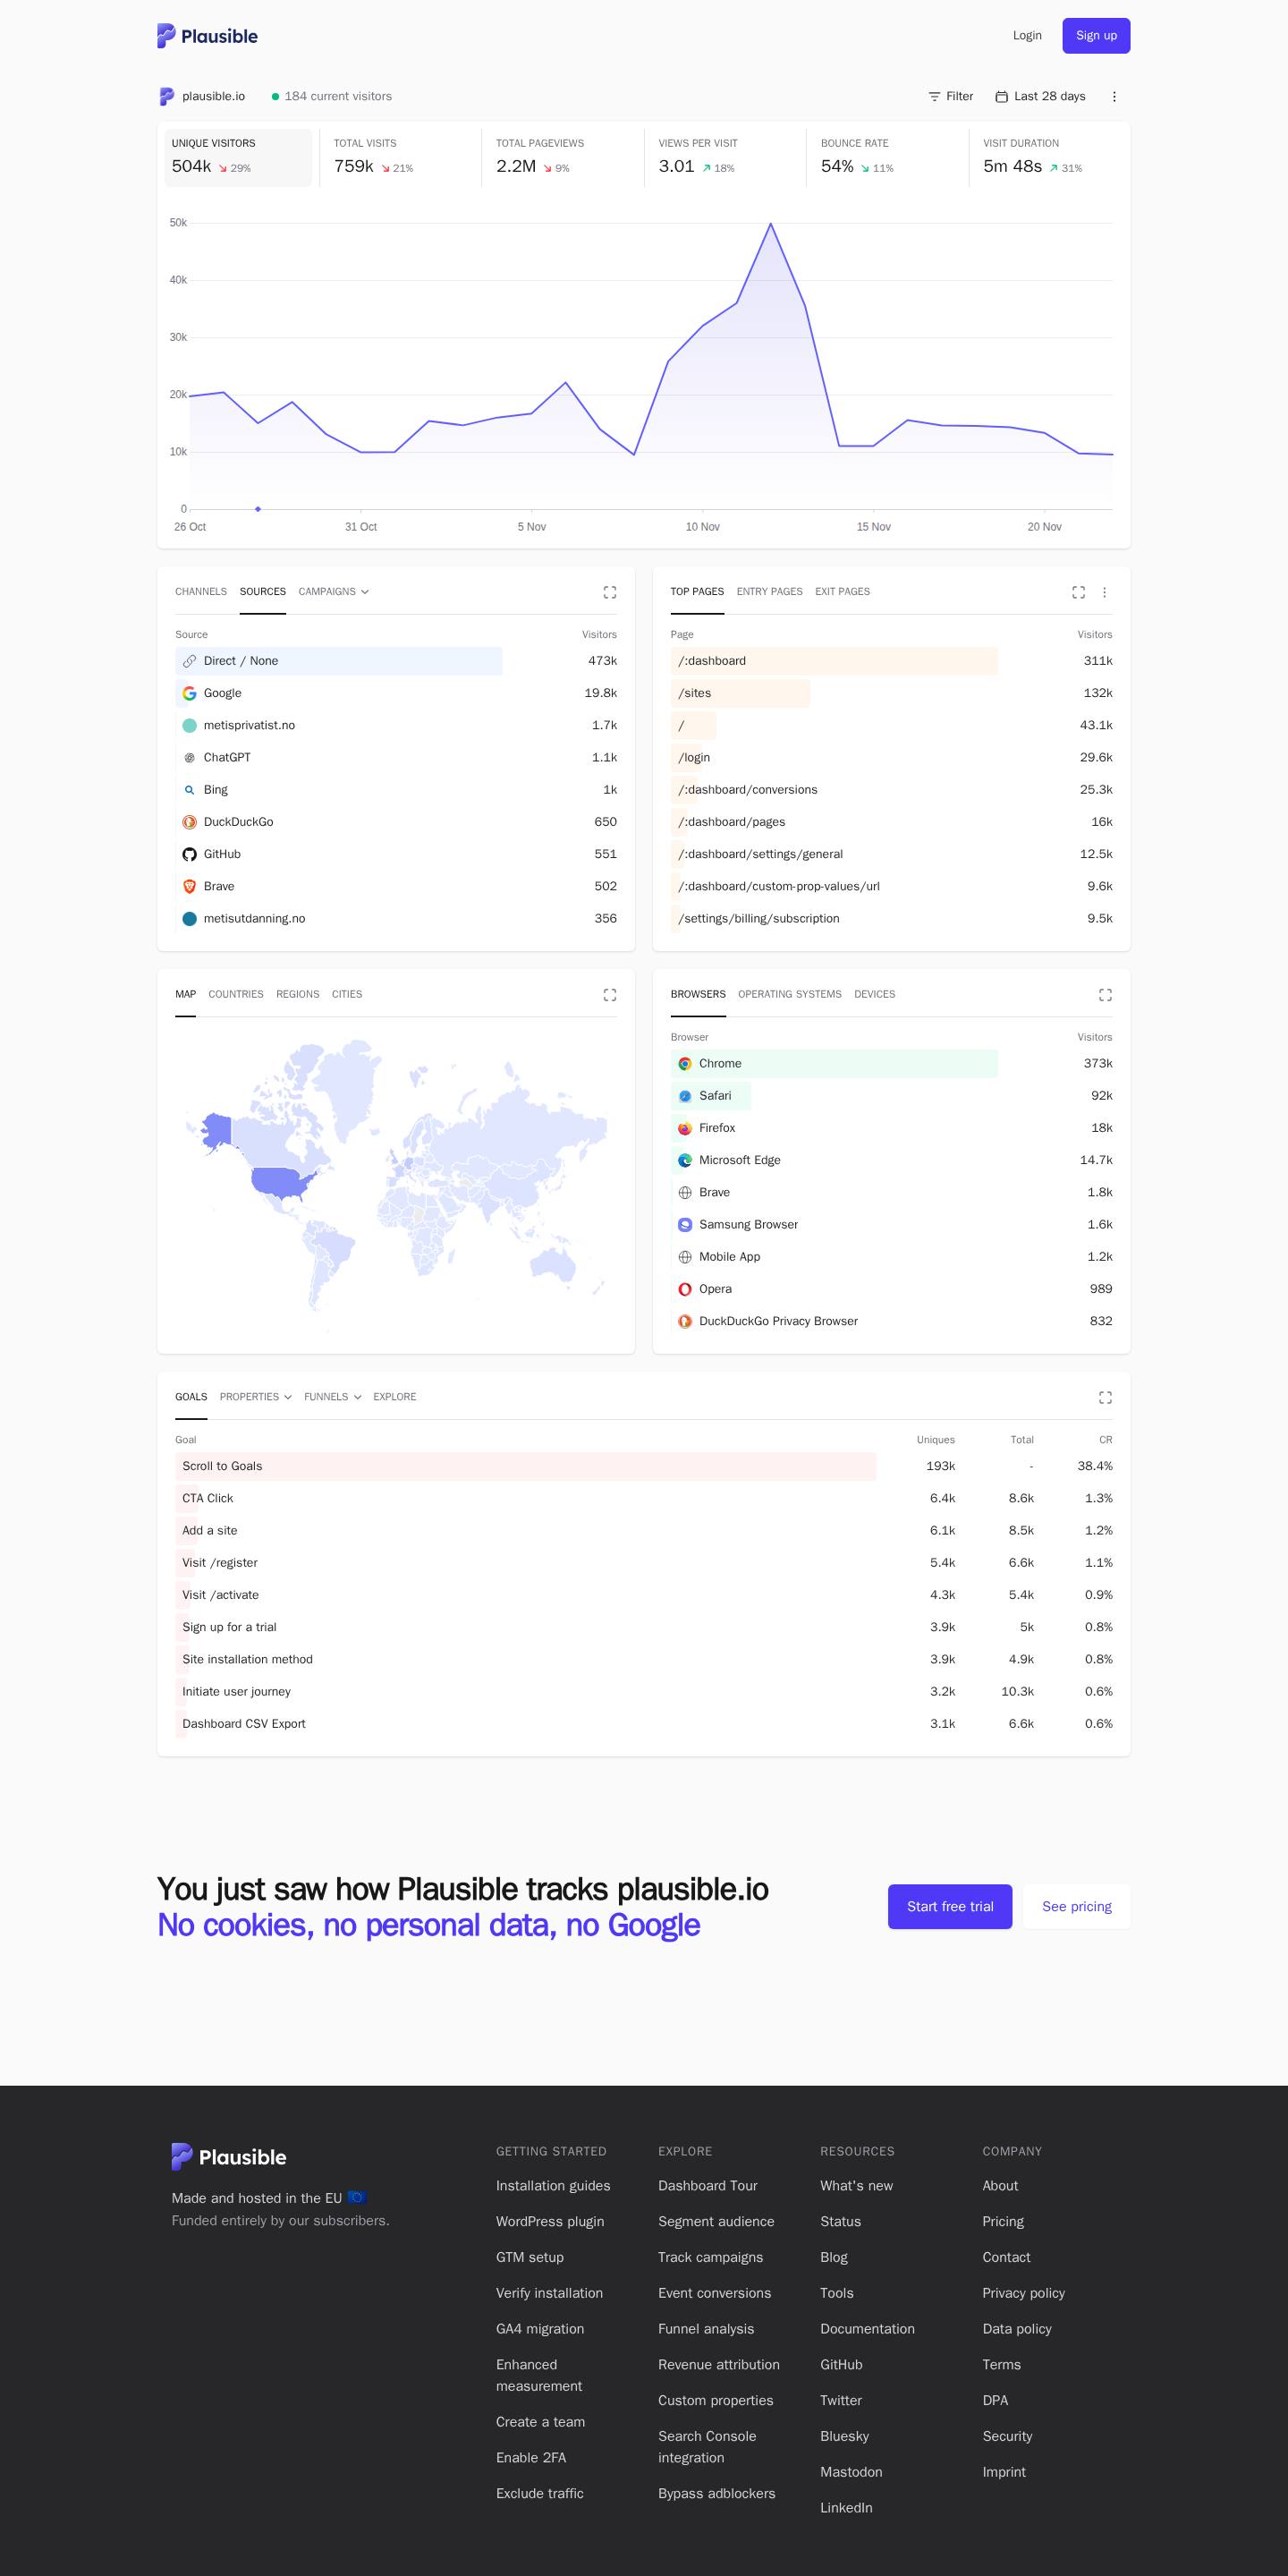 Plausible
Login
Sign up
plausible.io
184 current visitors
Filter
Last 28 days
UNIQUE VISITORS
504k 29%
TOTAL VISITS
759k 21%
TOTAL PAGEVIEWS
2.2M 9%
VIEWS PER VISIT
3.01 18%
BOUNCE RATE
54% 11%
VISIT DURATION
5m 48s 31%
50k
40k
30k
20k
10k
0
26 Oct 31 Oct 5 Nov 10 Nov 15 Nov 20 Nov
CHANNELS SOURCES CAMPAIGNS
Source Visitors
Direct / None 473k
Google 19.8k
metisprivatist.no 1.7k
ChatGPT 1.1k
Bing 1k
DuckDuckGo 650
GitHub 551
Brave 502
metisutdanning.no 356
TOP PAGES ENTRY PAGES EXIT PAGES
Page Visitors
/:dashboard 311k
/sites 132k
/ 43.1k
/login 29.6k
/:dashboard/conversions 25.3k
/:dashboard/pages 16k
/:dashboard/settings/general 12.5k
/:dashboard/custom-prop-values/url 9.6k
/settings/billing/subscription 9.5k
MAP COUNTRIES REGIONS CITIES
BROWSERS OPERATING SYSTEMS DEVICES
Browser Visitors
Chrome 373k
Safari 92k
Firefox 18k
Microsoft Edge 14.7k
Brave 1.8k
Samsung Browser 1.6k
Mobile App 1.2k
Opera 989
DuckDuckGo Privacy Browser 832
GOALS PROPERTIES FUNNELS EXPLORE
Goal Uniques Total CR
Scroll to Goals 193k - 38.4%
CTA Click 6.4k 8.6k 1.3%
Add a site 6.1k 8.5k 1.2%
Visit /register 5.4k 6.6k 1.1%
Visit /activate 4.3k 5.4k 0.9%
Sign up for a trial 3.9k 5k 0.8%
Site installation method 3.9k 4.9k 0.8%
Initiate user journey 3.2k 10.3k 0.6%
Dashboard CSV Export 3.1k 6.6k 0.6%
You just saw how Plausible tracks plausible.io
No cookies, no personal data, no Google
Start free trial
See pricing
Plausible
Made and hosted in the EU
Funded entirely by our subscribers.
GETTING STARTED
Installation guides
WordPress plugin
GTM setup
Verify installation
GA4 migration
Enhanced
measurement
Create a team
Enable 2FA
Exclude traffic
EXPLORE
Dashboard Tour
Segment audience
Track campaigns
Event conversions
Funnel analysis
Revenue attribution
Custom properties
Search Console
integration
Bypass adblockers
RESOURCES
What's new
Status
Blog
Tools
Documentation
GitHub
Twitter
Bluesky
Mastodon
LinkedIn
COMPANY
About
Pricing
Contact
Privacy policy
Data policy
Terms
DPA
Security
Imprint